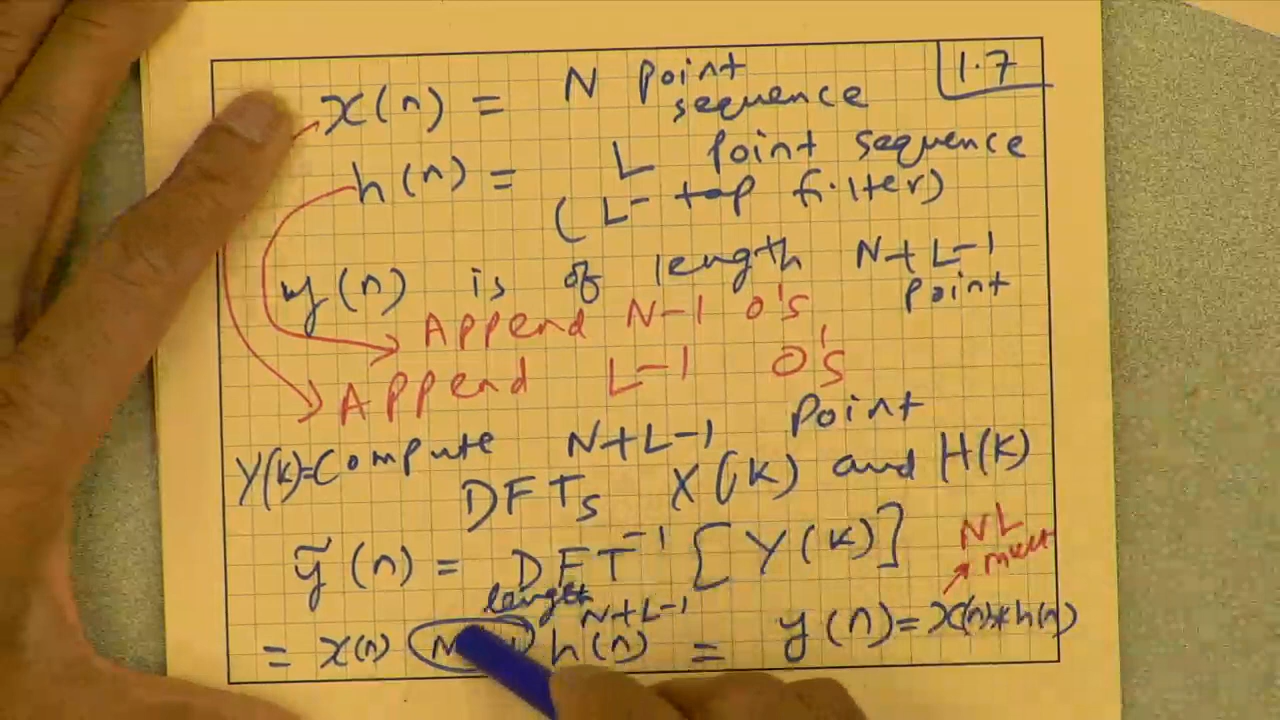 1.7
x(n) = N point sequence
h(n) = L point sequence
(L-tap filter)
y(n) is of length N+L-1 point
Append N-1 0's
Append L-1 0's
Y(k)=Compute N+L-1 point
DFTs X(k) and H(k)
ỹ(n) = DFT⁻¹ [Y(k)]
NL mult
length N+L-1
= x(n) h(n) = y(n) = x(n)*h(n)